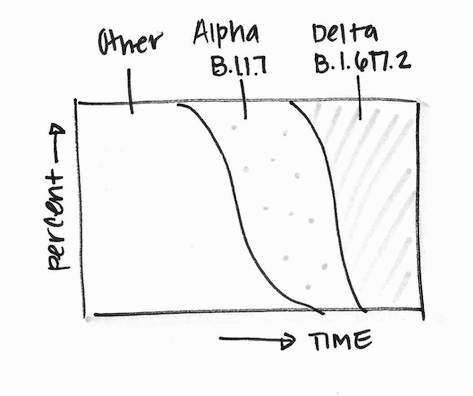 Other
Alpha
B.1.1.7
Delta
B.1.617.2
percent
TIME